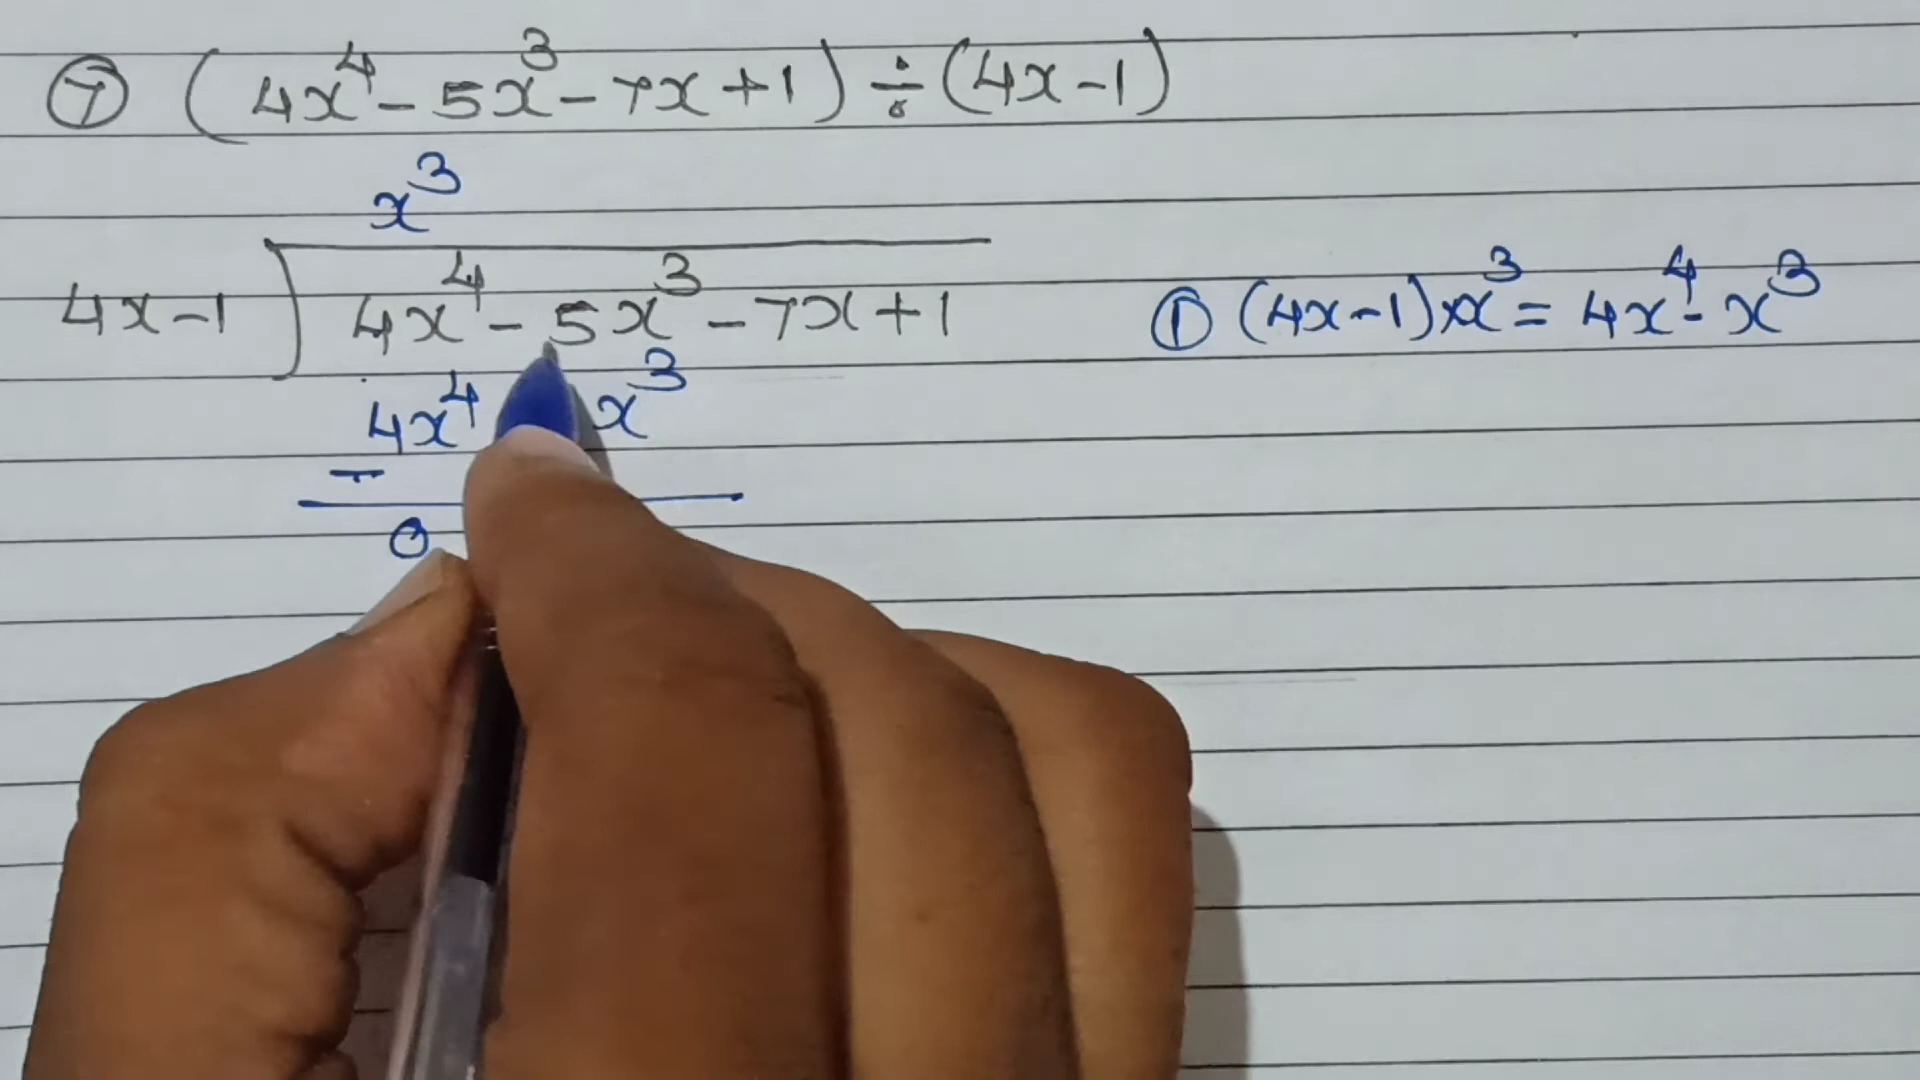 ⑦ (4x⁴ - 5x³ - 7x + 1) ÷ (4x - 1)
x³
4x - 1 ) 4x⁴ - 5x³ - 7x + 1
① (4x - 1) × x³ = 4x⁴ - x³
4x⁴ x³
-
0